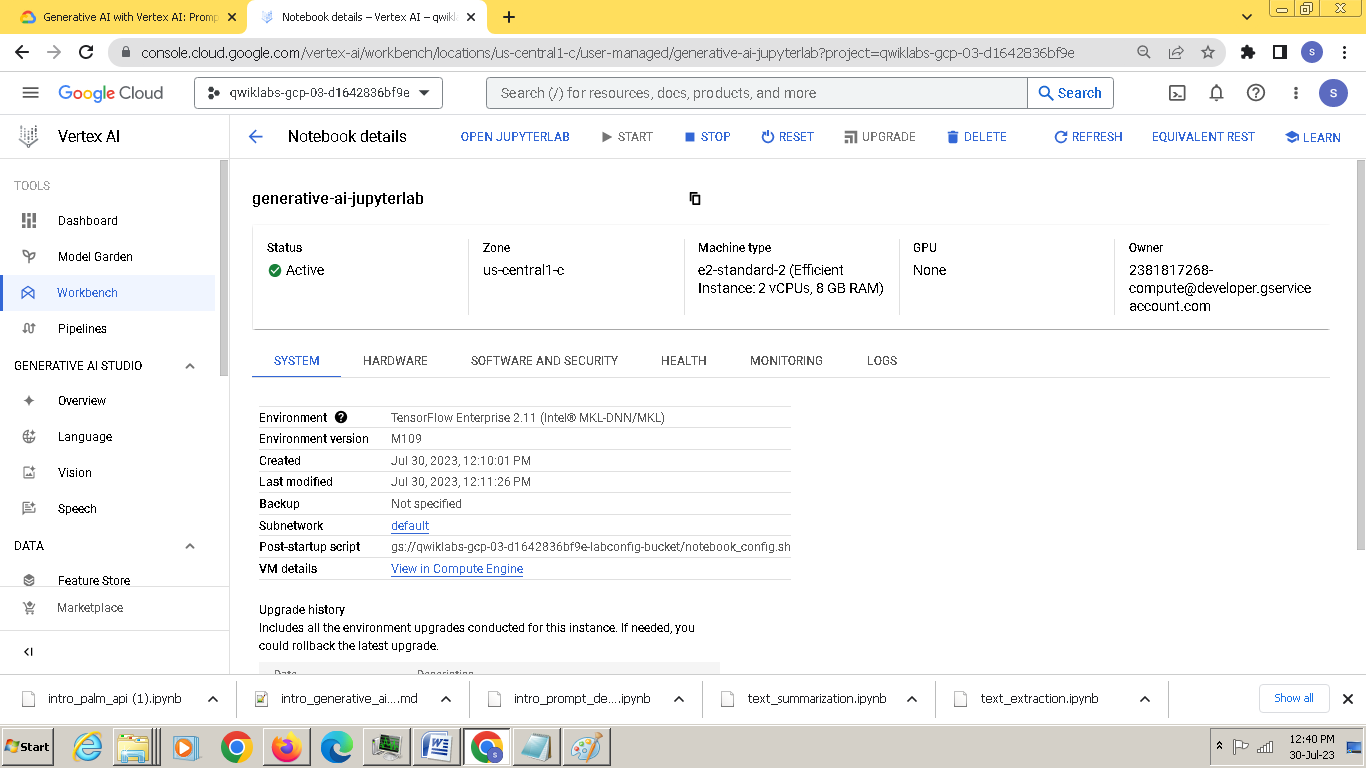 Generative AI with Vertex AI: Promp
Notebook details – Vertex AI – qwikl
console.cloud.google.com/vertex-ai/workbench/locations/us-central1-c/user-managed/generative-ai-jupyterlab?project=qwiklabs-gcp-03-d1642836bf9e
S
Google Cloud
qwiklabs-gcp-03-d1642836bf9e
Search (/) for resources, docs, products, and more
Search
S
Vertex AI
Notebook details
OPEN JUPYTERLAB
START
STOP
RESET
UPGRADE
DELETE
REFRESH
EQUIVALENT REST
LEARN
TOOLS
Dashboard
Model Garden
Workbench
Pipelines
GENERATIVE AI STUDIO
Overview
Language
Vision
Speech
DATA
Feature Store
Marketplace
generative-ai-jupyterlab
Status
Active
Zone
us-central1-c
Machine type
e2-standard-2 (Efficient
Instance: 2 vCPUs, 8 GB RAM)
GPU
None
Owner
2381817268-
compute@developer.gservice
account.com
SYSTEM
HARDWARE
SOFTWARE AND SECURITY
HEALTH
MONITORING
LOGS
Environment TensorFlow Enterprise 2.11 (Intel® MKL-DNN/MKL)
Environment version M109
Created Jul 30, 2023, 12:10:01 PM
Last modified Jul 30, 2023, 12:11:26 PM
Backup Not specified
Subnetwork default
Post-startup script gs://qwiklabs-gcp-03-d1642836bf9e-labconfig-bucket/notebook_config.sh
VM details View in Compute Engine
Upgrade history
Includes all the environment upgrades conducted for this instance. If needed, you
could rollback the latest upgrade.
Date Description
intro_palm_api (1).ipynb
intro_generative_ai....md
intro_prompt_de....ipynb
text_summarization.ipynb
text_extraction.ipynb
Show all
Start
12:40 PM
30-Jul-23